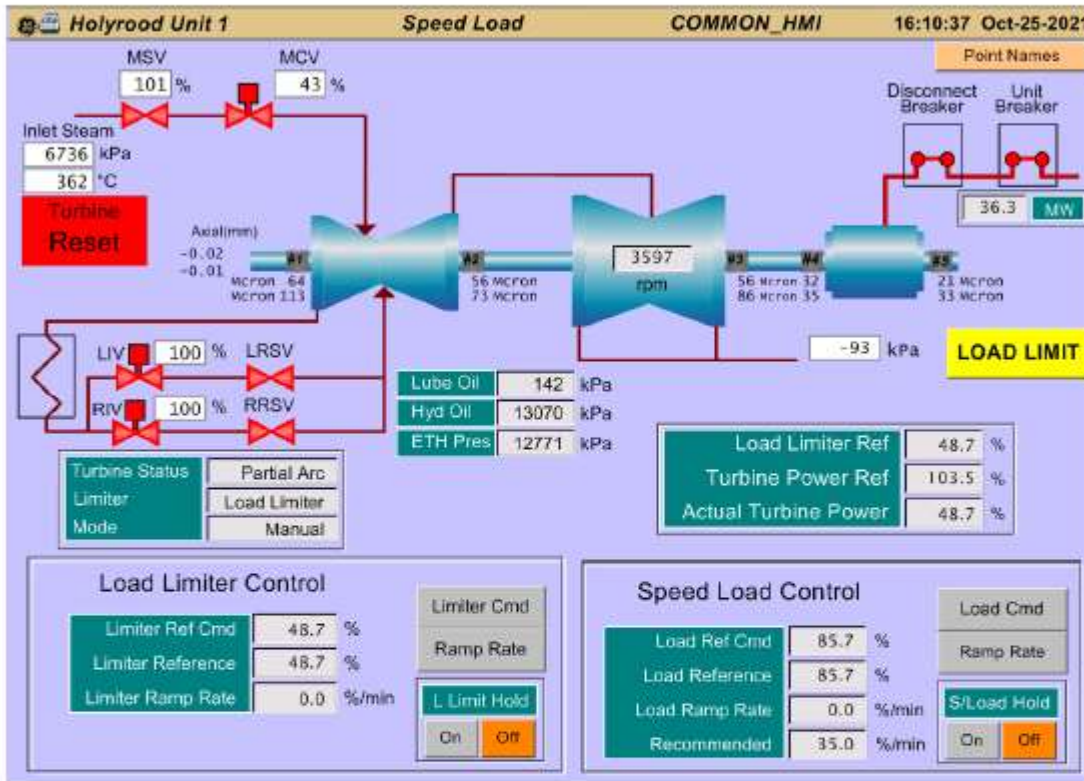 Holyrood Unit 1 Speed Load COMMON_HMI 16:10:37 Oct-25-2021
Point Names
MSV MCV
101 % 43 %
Disconnect Breaker Unit Breaker
Inlet Steam
6736 kPa
362 °C
Turbine
Reset
36.3 MW
Axial(mm)
-0.02
-0.01
#1 #2 #3 #4 #5
3597
rpm
Mcron 64 56 Mcron 56 Mcron 32 21 Mcron
Mcron 113 73 Mcron 86 Mcron 35 33 Mcron
-93 kPa
LOAD LIMIT
LIV 100 % LRSV
RIV 100 % RRSV
Lube Oil 142 kPa
Hyd Oil 13070 kPa
ETH Pres 12771 kPa
Load Limiter Ref 48.7 %
Turbine Power Ref 103.5 %
Actual Turbine Power 48.7 %
Turbine Status Partial Arc
Limiter Load Limiter
Mode Manual
Load Limiter Control
Limiter Ref Cmd 48.7 %
Limiter Reference 48.7 %
Limiter Ramp Rate 0.0 %/min
Limiter Cmd
Ramp Rate
L Limit Hold
On Off
Speed Load Control
Load Ref Cmd 85.7 %
Load Reference 85.7 %
Load Ramp Rate 0.0 %/min
Recommended 35.0 %/min
Load Cmd
Ramp Rate
S/Load Hold
On Off